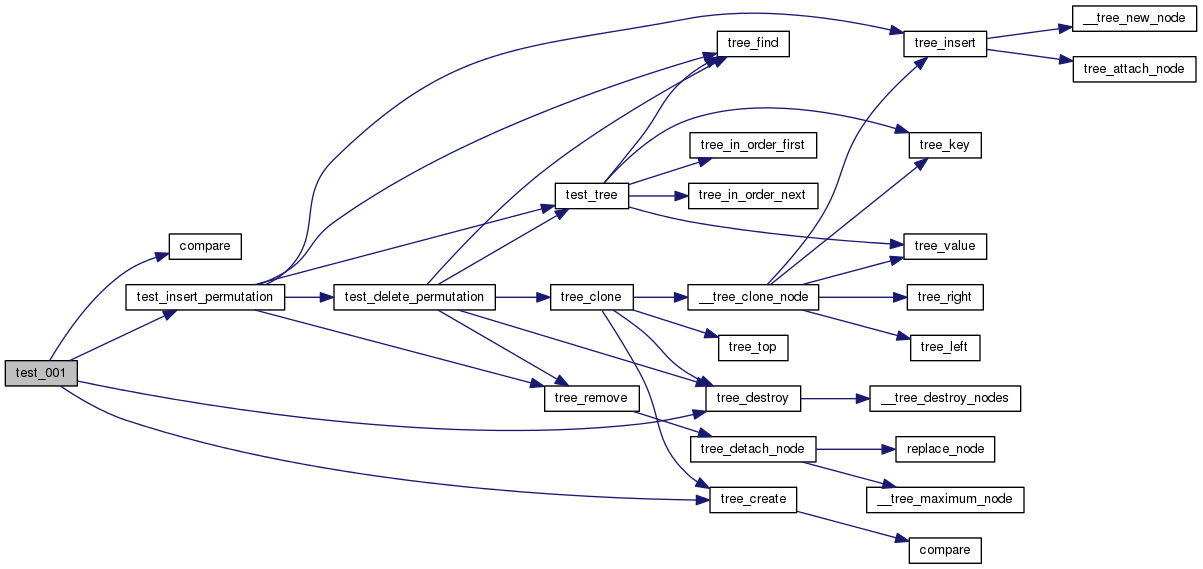 __tree_new_node
tree_find
tree_insert
tree_attach_node
tree_in_order_first
tree_key
test_tree
tree_in_order_next
compare
tree_value
test_insert_permutation
test_delete_permutation
tree_clone
__tree_clone_node
tree_right
tree_top
tree_left
test_001
tree_remove
tree_destroy
__tree_destroy_nodes
tree_detach_node
replace_node
tree_create
__tree_maximum_node
compare